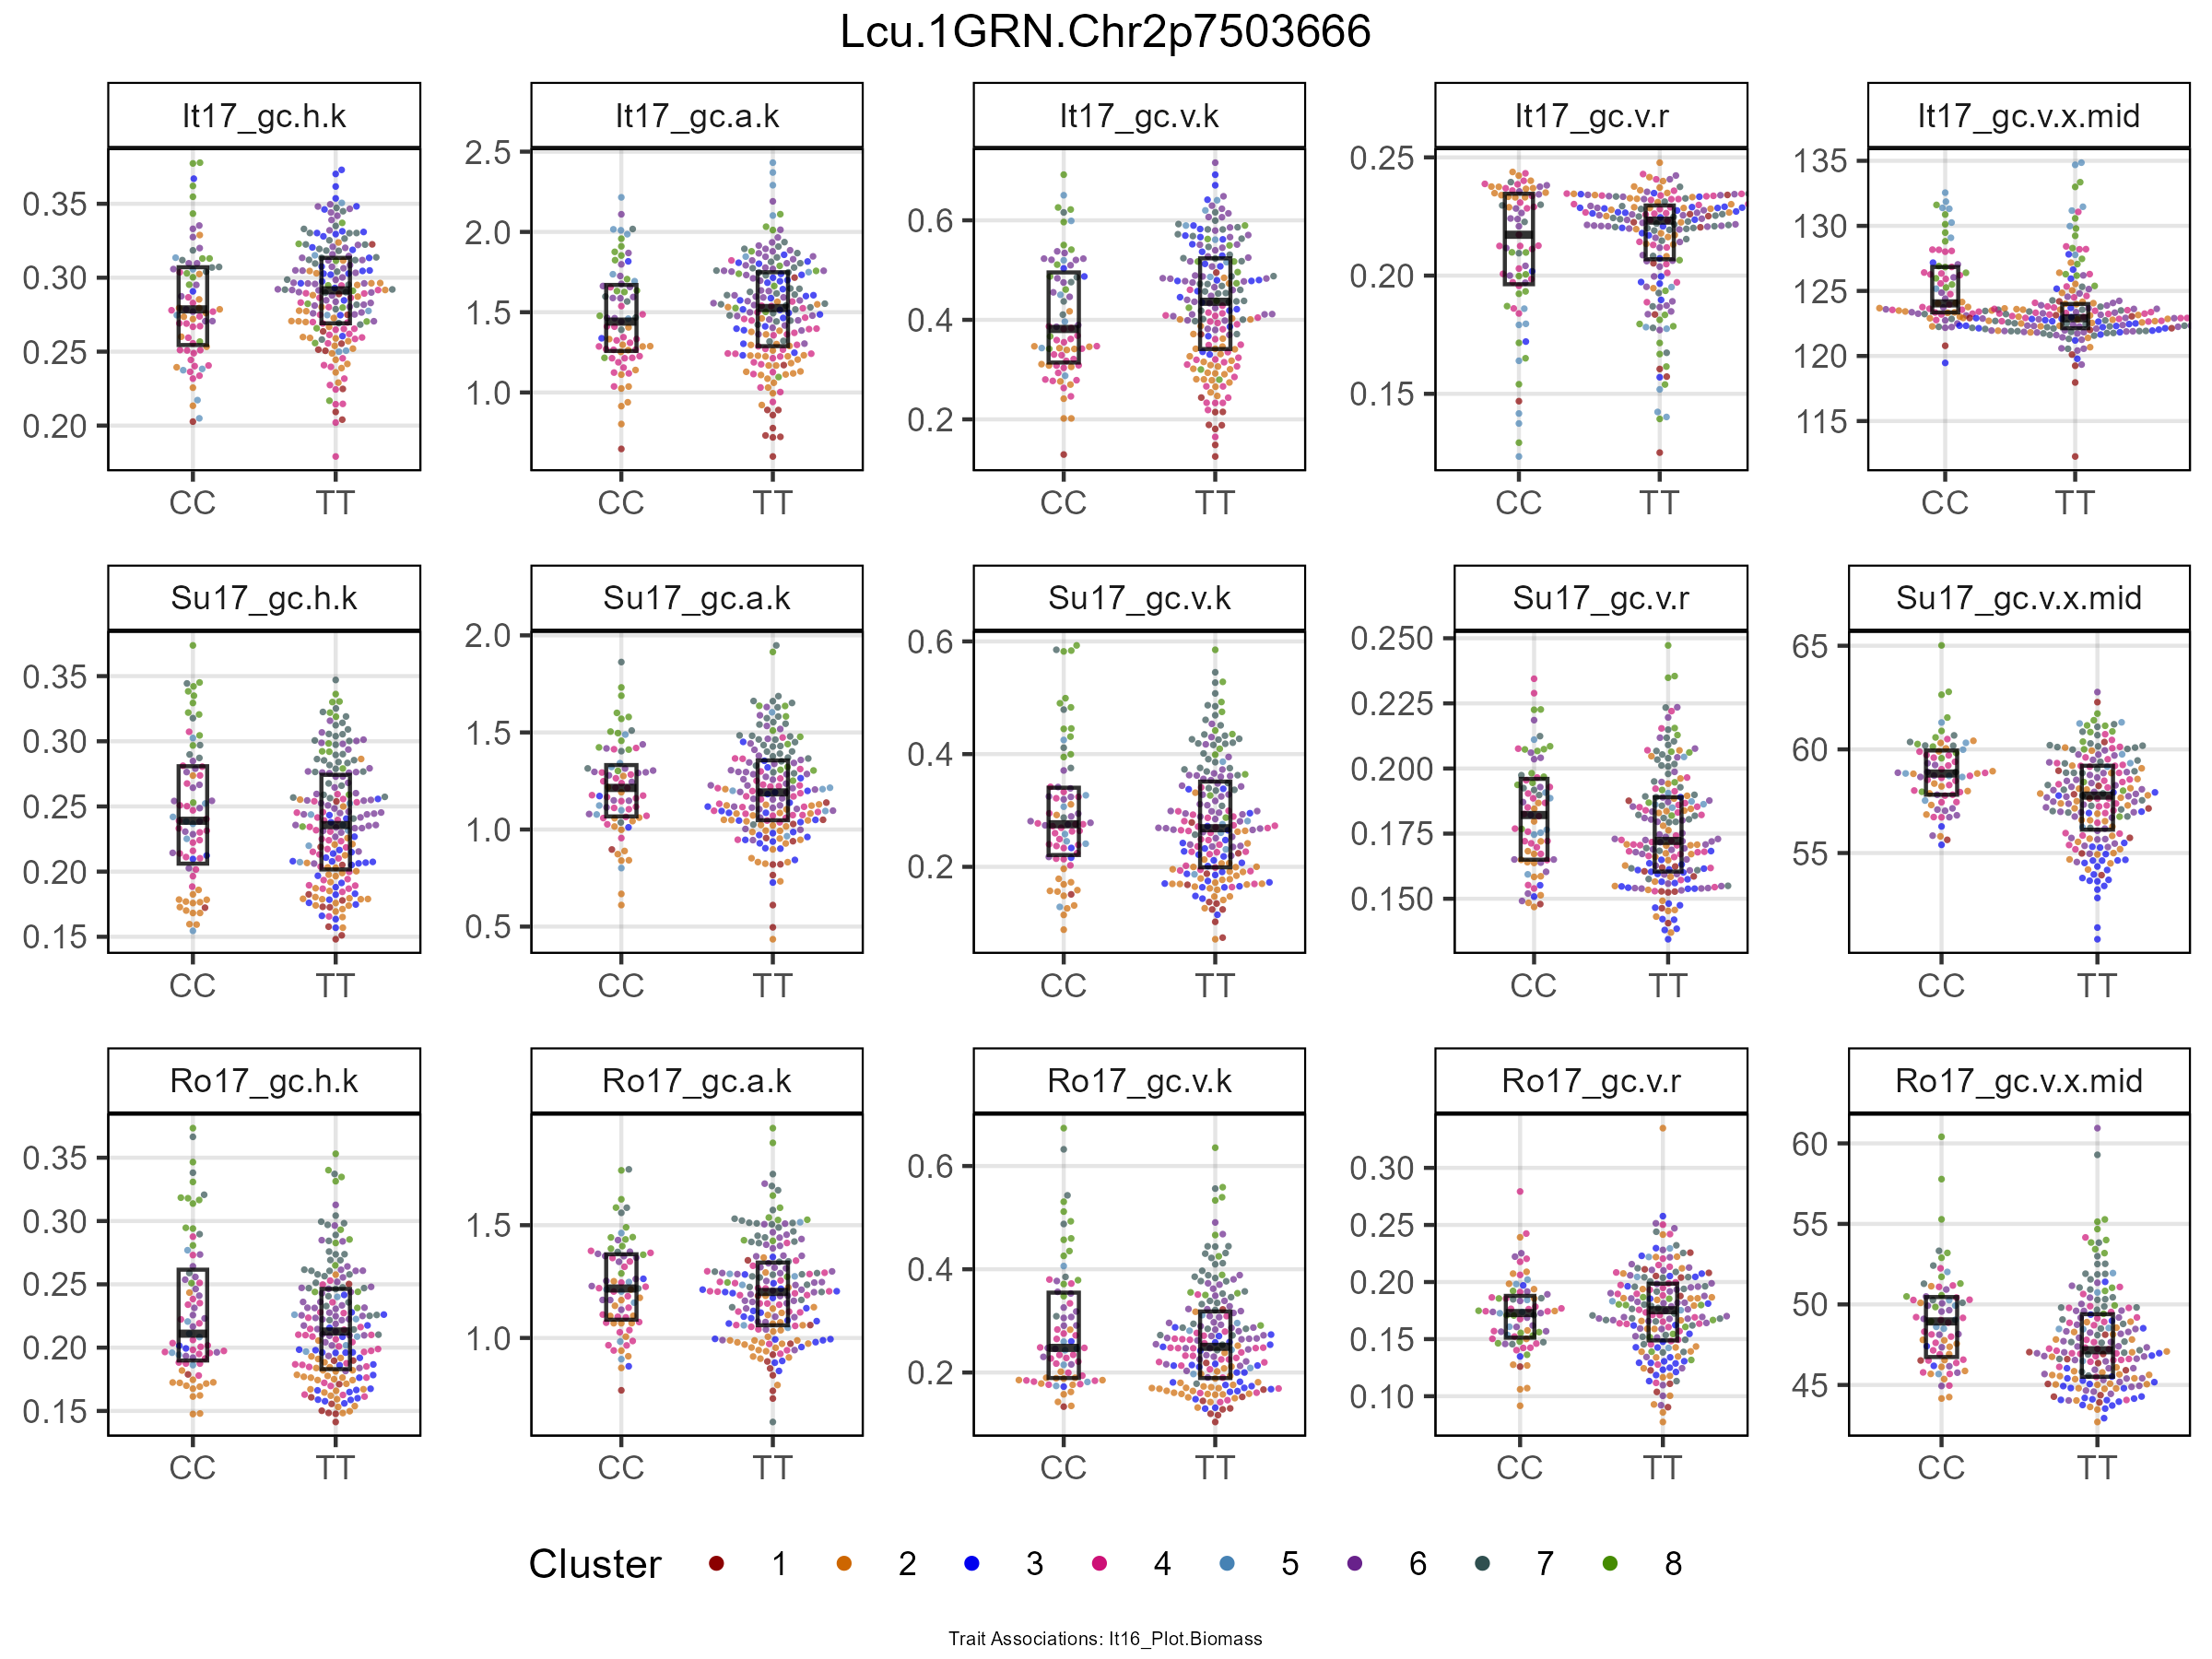 Lcu.1GRN.Chr2p7503666
It17_gc.h.k It17_gc.a.k It17_gc.v.k It17_gc.v.r It17_gc.v.x.mid
0.35 0.30 0.25 0.20
2.5 2.0 1.5 1.0
0.6 0.4 0.2
0.25 0.20 0.15
135 130 125 120 115
CC TT CC TT CC TT CC TT CC TT
Su17_gc.h.k Su17_gc.a.k Su17_gc.v.k Su17_gc.v.r Su17_gc.v.x.mid
0.35 0.30 0.25 0.20 0.15
2.0 1.5 1.0 0.5
0.6 0.4 0.2
0.250 0.225 0.200 0.175 0.150
65 60 55
CC TT CC TT CC TT CC TT CC TT
Ro17_gc.h.k Ro17_gc.a.k Ro17_gc.v.k Ro17_gc.v.r Ro17_gc.v.x.mid
0.35 0.30 0.25 0.20 0.15
1.5 1.0
0.6 0.4 0.2
0.30 0.25 0.20 0.15 0.10
60 55 50 45
CC TT CC TT CC TT CC TT CC TT
Cluster 1 2 3 4 5 6 7 8
Trait Associations: It16_Plot.Biomass